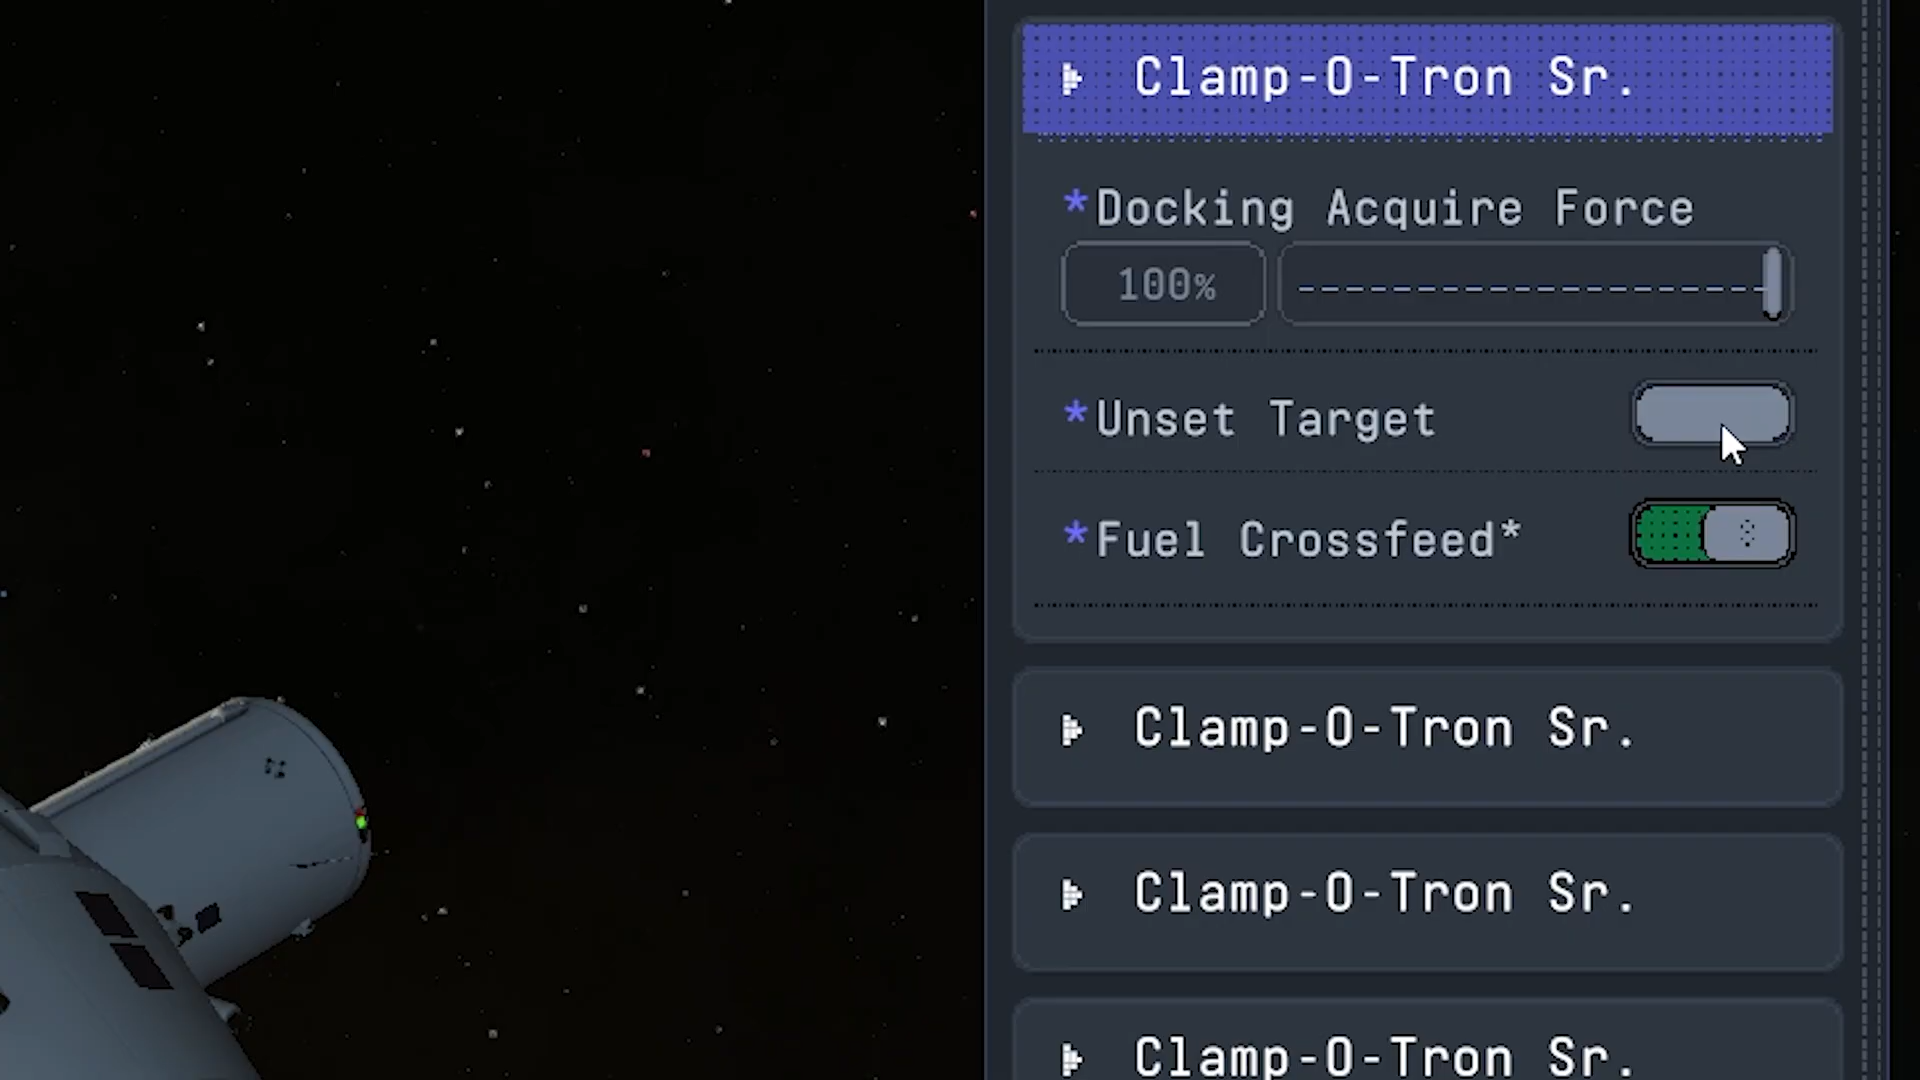 Clamp-O-Tron Sr.
*Docking Acquire Force
100%
*Unset Target
*Fuel Crossfeed*
Clamp-O-Tron Sr.
Clamp-O-Tron Sr.
Clamp-O-Tron Sr.